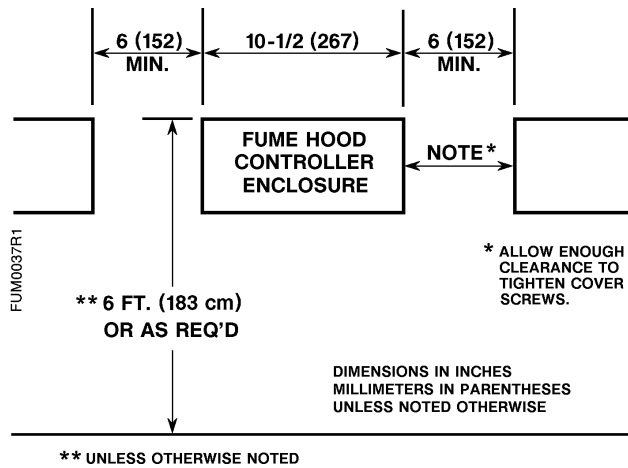 6 (152)
MIN.
10-1/2 (267)
6 (152)
MIN.
FUME HOOD
CONTROLLER
ENCLOSURE
NOTE*
FUM0037R1
* ALLOW ENOUGH
CLEARANCE TO
TIGHTEN COVER
SCREWS.
** 6 FT. (183 cm)
OR AS REQ'D
DIMENSIONS IN INCHES
MILLIMETERS IN PARENTHESES
UNLESS NOTED OTHERWISE
** UNLESS OTHERWISE NOTED